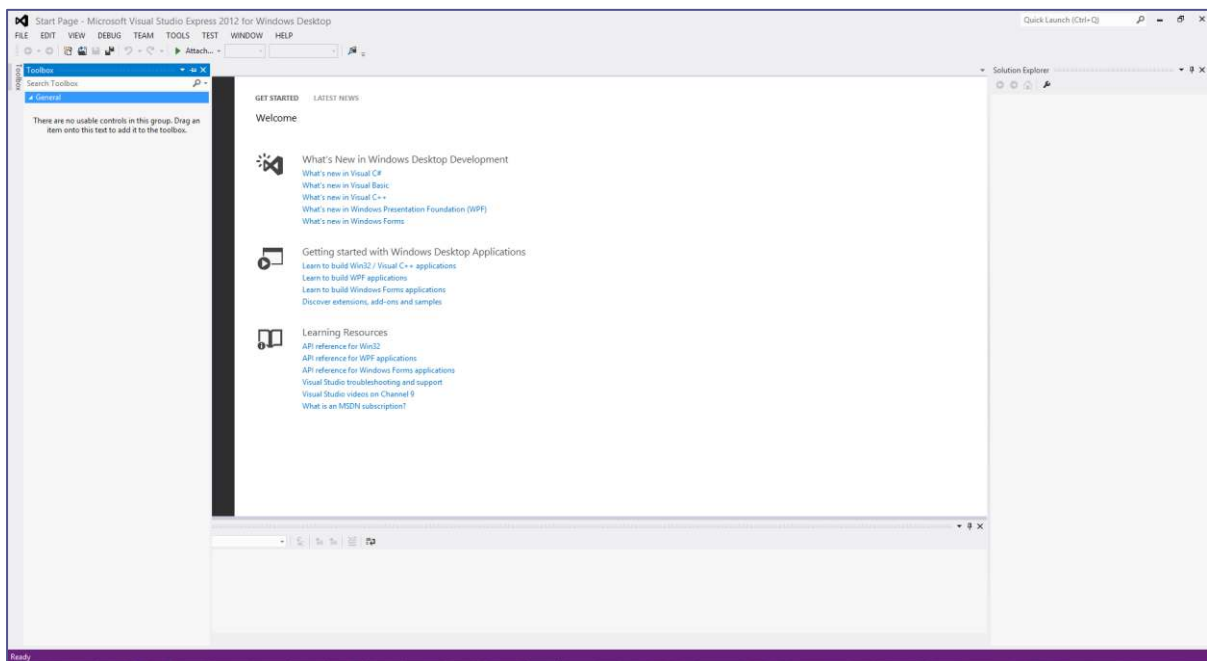 Start Page - Microsoft Visual Studio Express 2012 for Windows Desktop
Quick Launch (Ctrl+Q)
FILE EDIT VIEW DEBUG TEAM TOOLS TEST WINDOW HELP
Attach...
Toolbox
Toolbox
Search Toolbox
General
There are no usable controls in this group. Drag an
item onto this text to add it to the toolbox.
GET STARTED LATEST NEWS
Welcome
What's New in Windows Desktop Development
What's new in Visual C#
What's new in Visual Basic
What's new in Visual C++
What's new in Windows Presentation Foundation (WPF)
What's new in Windows Forms
Getting started with Windows Desktop Applications
Learn to build Win32 / Visual C++ applications
Learn to build WPF applications
Learn to build Windows Forms applications
Discover extensions, add-ons and samples
Learning Resources
API reference for Win32
API reference for WPF applications
API reference for Windows Forms applications
Visual Studio troubleshooting and support
Visual Studio videos on Channel 9
What is an MSDN subscription?
Solution Explorer
Ready